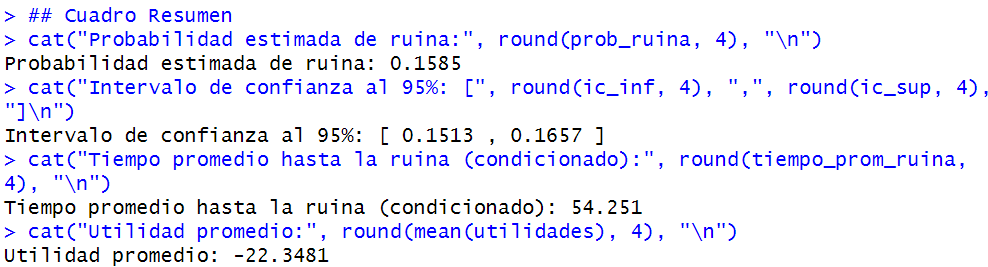 > ## Cuadro Resumen
> cat("Probabilidad estimada de ruina:", round(prob_ruina, 4), "\n")
Probabilidad estimada de ruina: 0.1585
> cat("Intervalo de confianza al 95%: [", round(ic_inf, 4), ",", round(ic_sup, 4),
"]\n")
Intervalo de confianza al 95%: [ 0.1513 , 0.1657 ]
> cat("Tiempo promedio hasta la ruina (condicionado):", round(tiempo_prom_ruina,
4), "\n")
Tiempo promedio hasta la ruina (condicionado): 54.251
> cat("Utilidad promedio:", round(mean(utilidades), 4), "\n")
Utilidad promedio: -22.3481